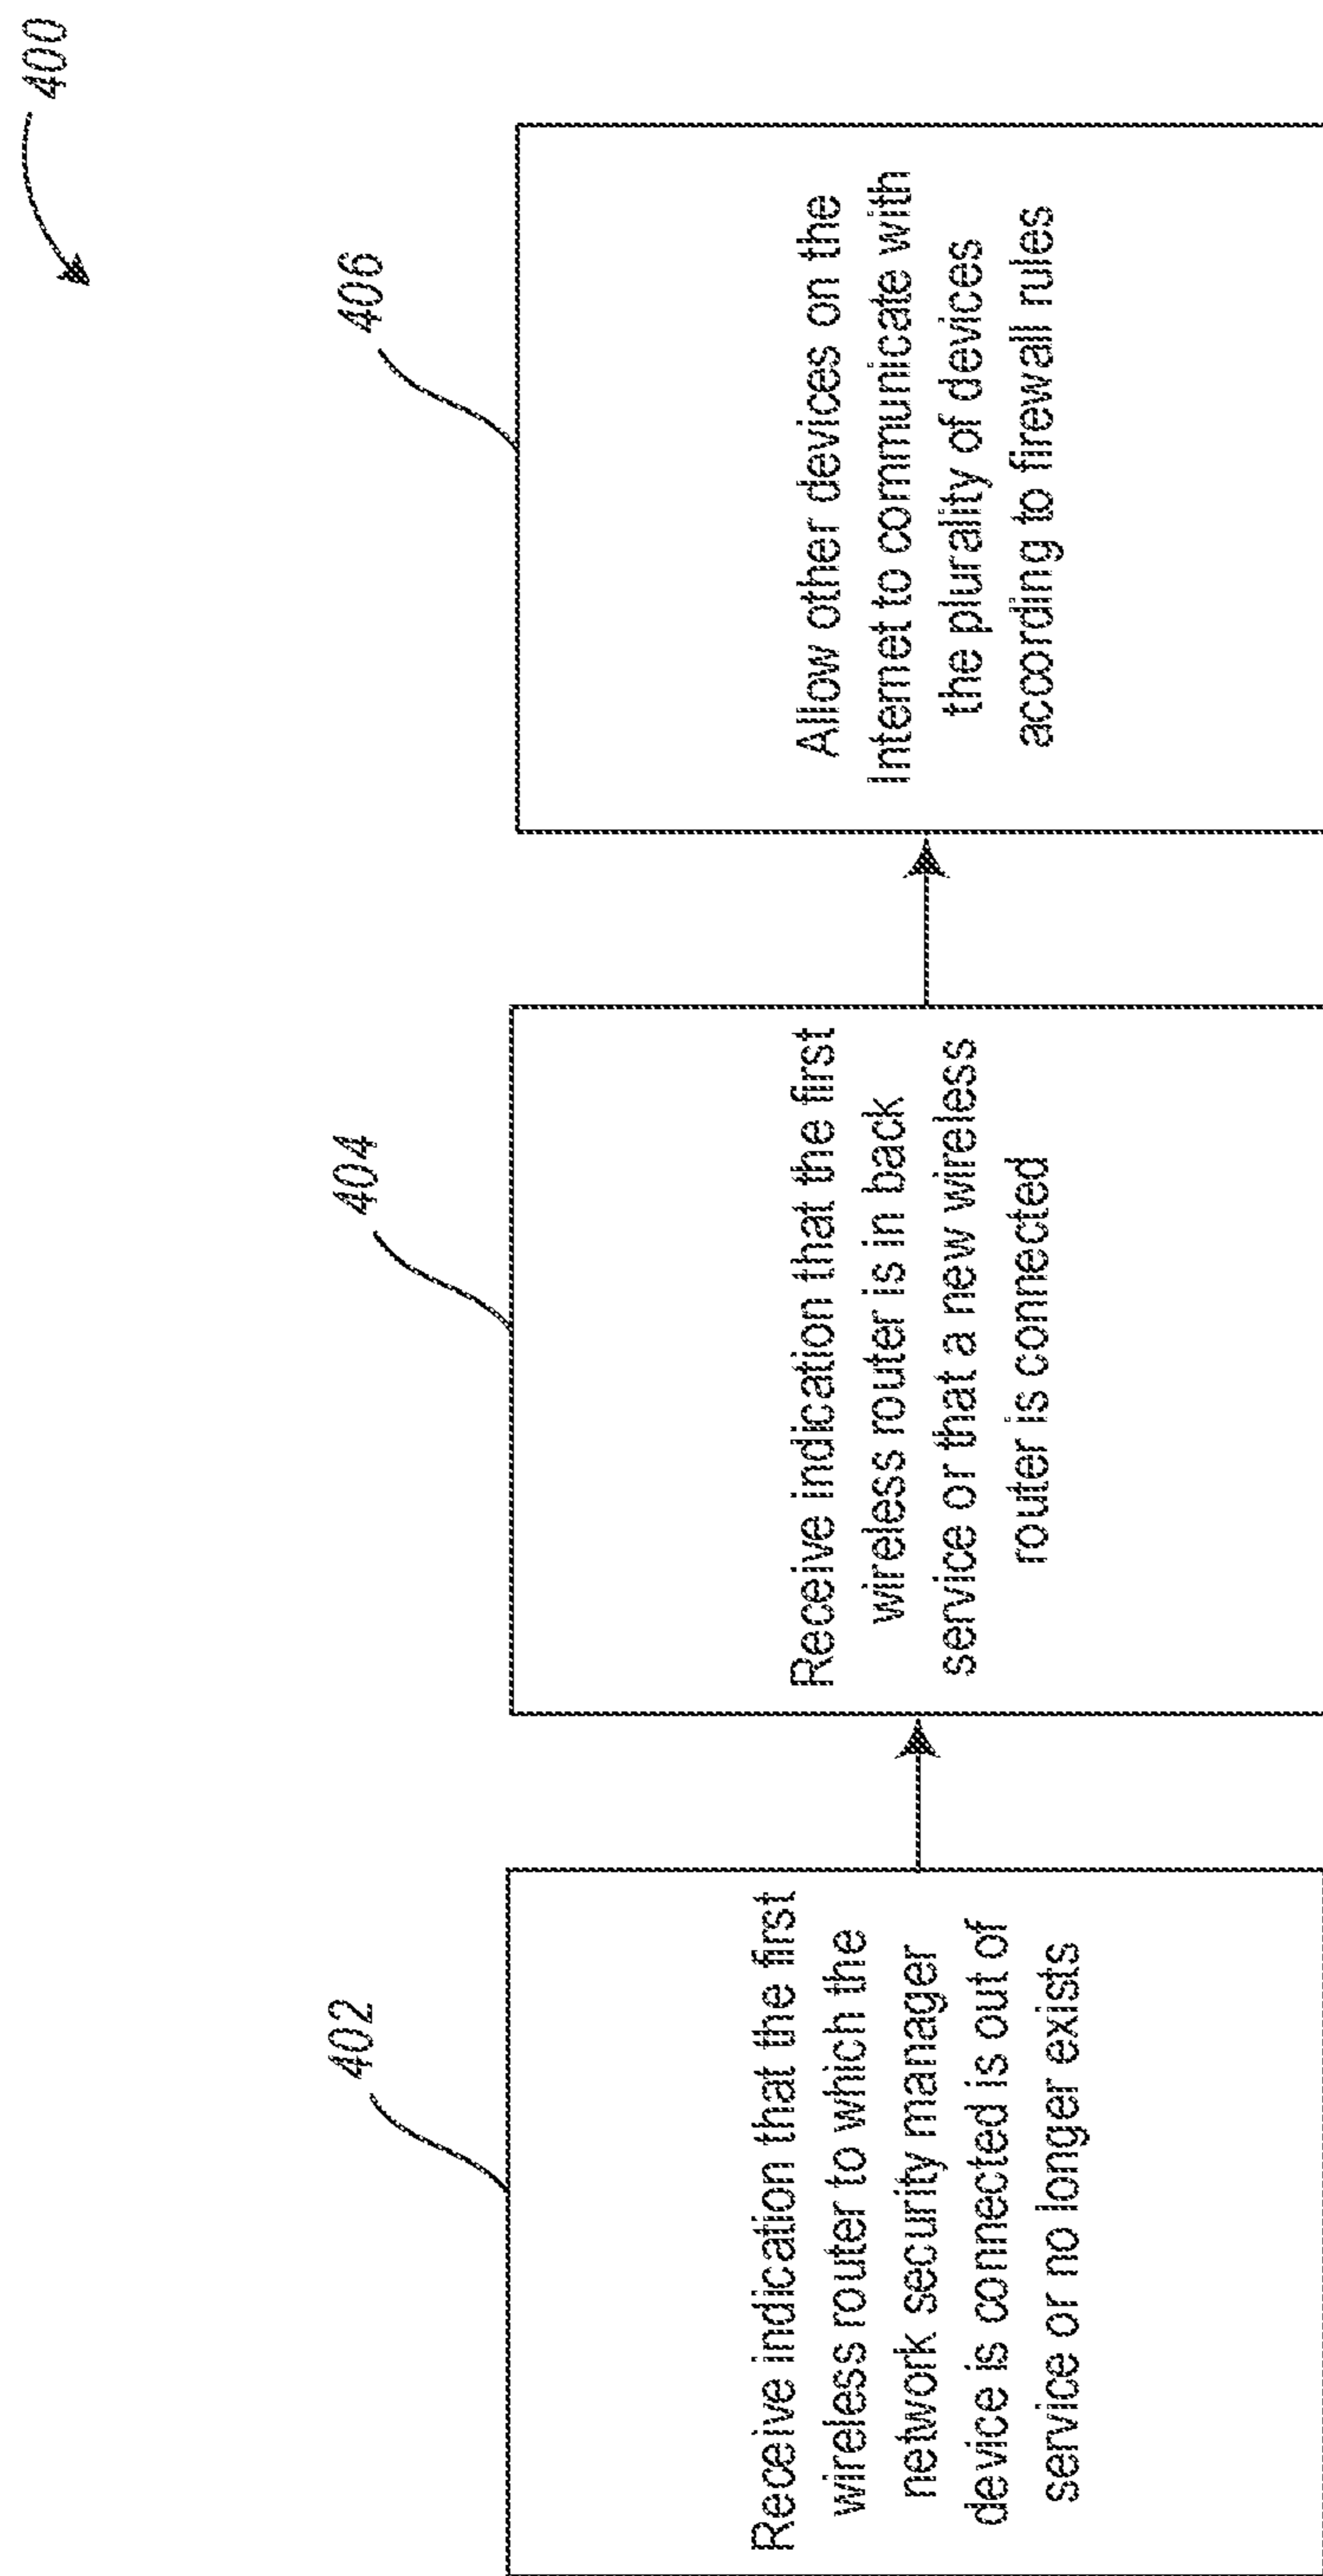 400
402
Receive indication that the first
wireless router to which the
network security manager
device is connected is out of
service or no longer exists
404
Receive indication that the first
wireless router is in back
service or that a new wireless
router is connected
406
Allow other devices on the
Internet to communicate with
the plurality of devices
according to firewall rules